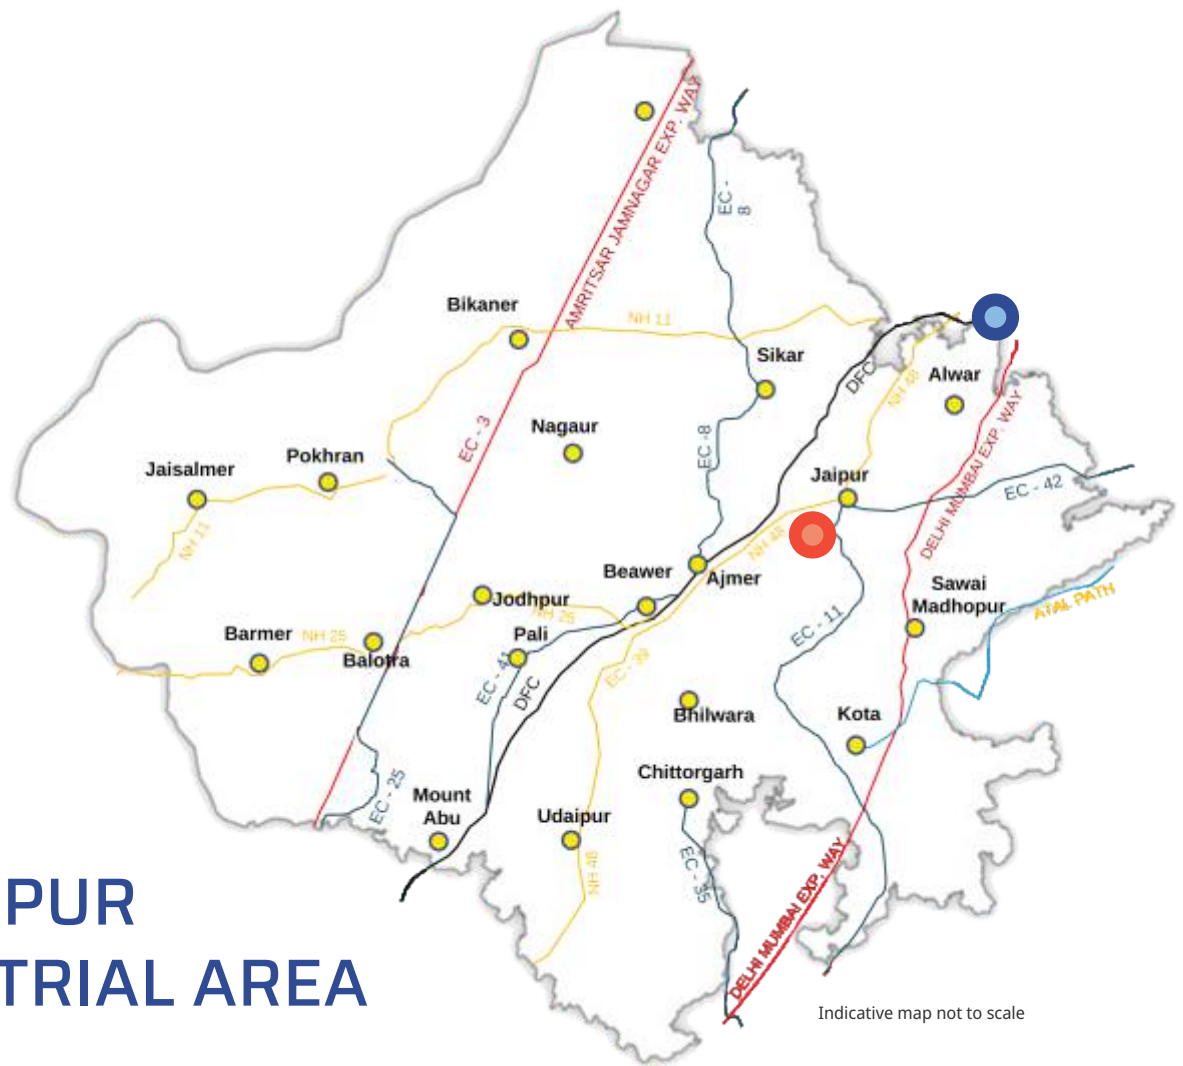 AMRITSAR JAMNAGAR EXP. WAY
EC -
8
Bikaner
NH 11
Sikar
DFC
NH 48
Alwar
EC - 3
Nagaur
EC -8
DELHI MUMBAI EXP. WAY
Jaisalmer
Pokhran
Jaipur
EC - 42
NH 11
NH 48
Beawer
Ajmer
Sawai
Madhopur
ATAL PATH
Jodhpur
NH 25
Barmer
NH 25
Balotra
Pali
EC - 11
EC - 41
DFC
EC - 39
Bhilwara
Kota
Chittorgarh
EC - 25
Mount
Abu
Udaipur
NH 48
EC - 35
DELHI MUMBAI EXP. WAY
PUR
TRIAL AREA
Indicative map not to scale